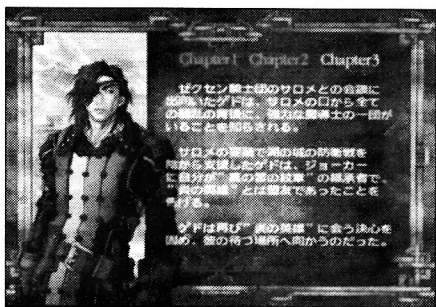 Chapter1 Chapter2 Chapter3
ゼクセン騎士団のサロメとの会談に
出向いたゲドは、サロメの口から全て
の騒乱の背後に、強力な魔導士の一団が
いることを知らされる。
サロメの要請で湖の城の防衛戦を
陰から支援したゲドは、ジョーカー
に自分が“真の雷の紋章”の継承者で、
“炎の英雄”とは盟友であったことを
告げる。
ゲドは再び“炎の英雄”に会う決心を
固め、彼の待つ場所へ向かうのだった。